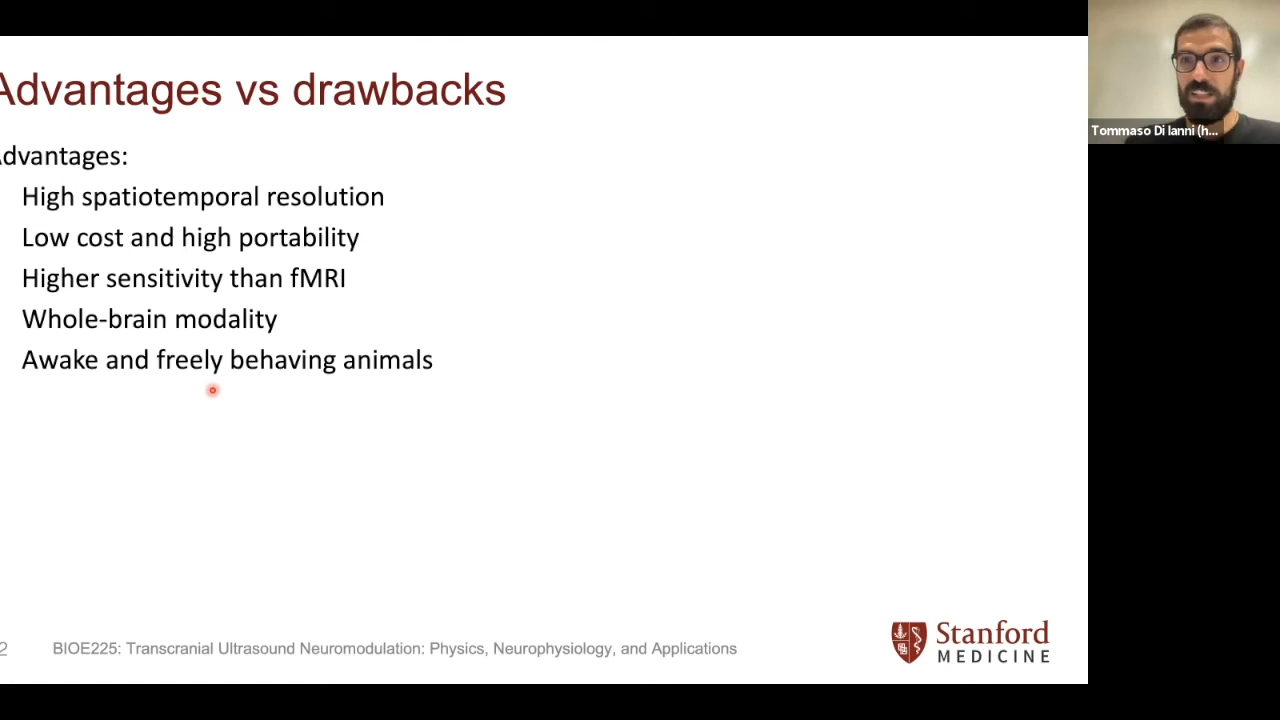 Advantages vs drawbacks
Advantages:
High spatiotemporal resolution
Low cost and high portability
Higher sensitivity than fMRI
Whole-brain modality
Awake and freely behaving animals
2 BIOE225: Transcranial Ultrasound Neuromodulation: Physics, Neurophysiology, and Applications
Stanford
MEDICINE
Tommaso Di Ianni (h...